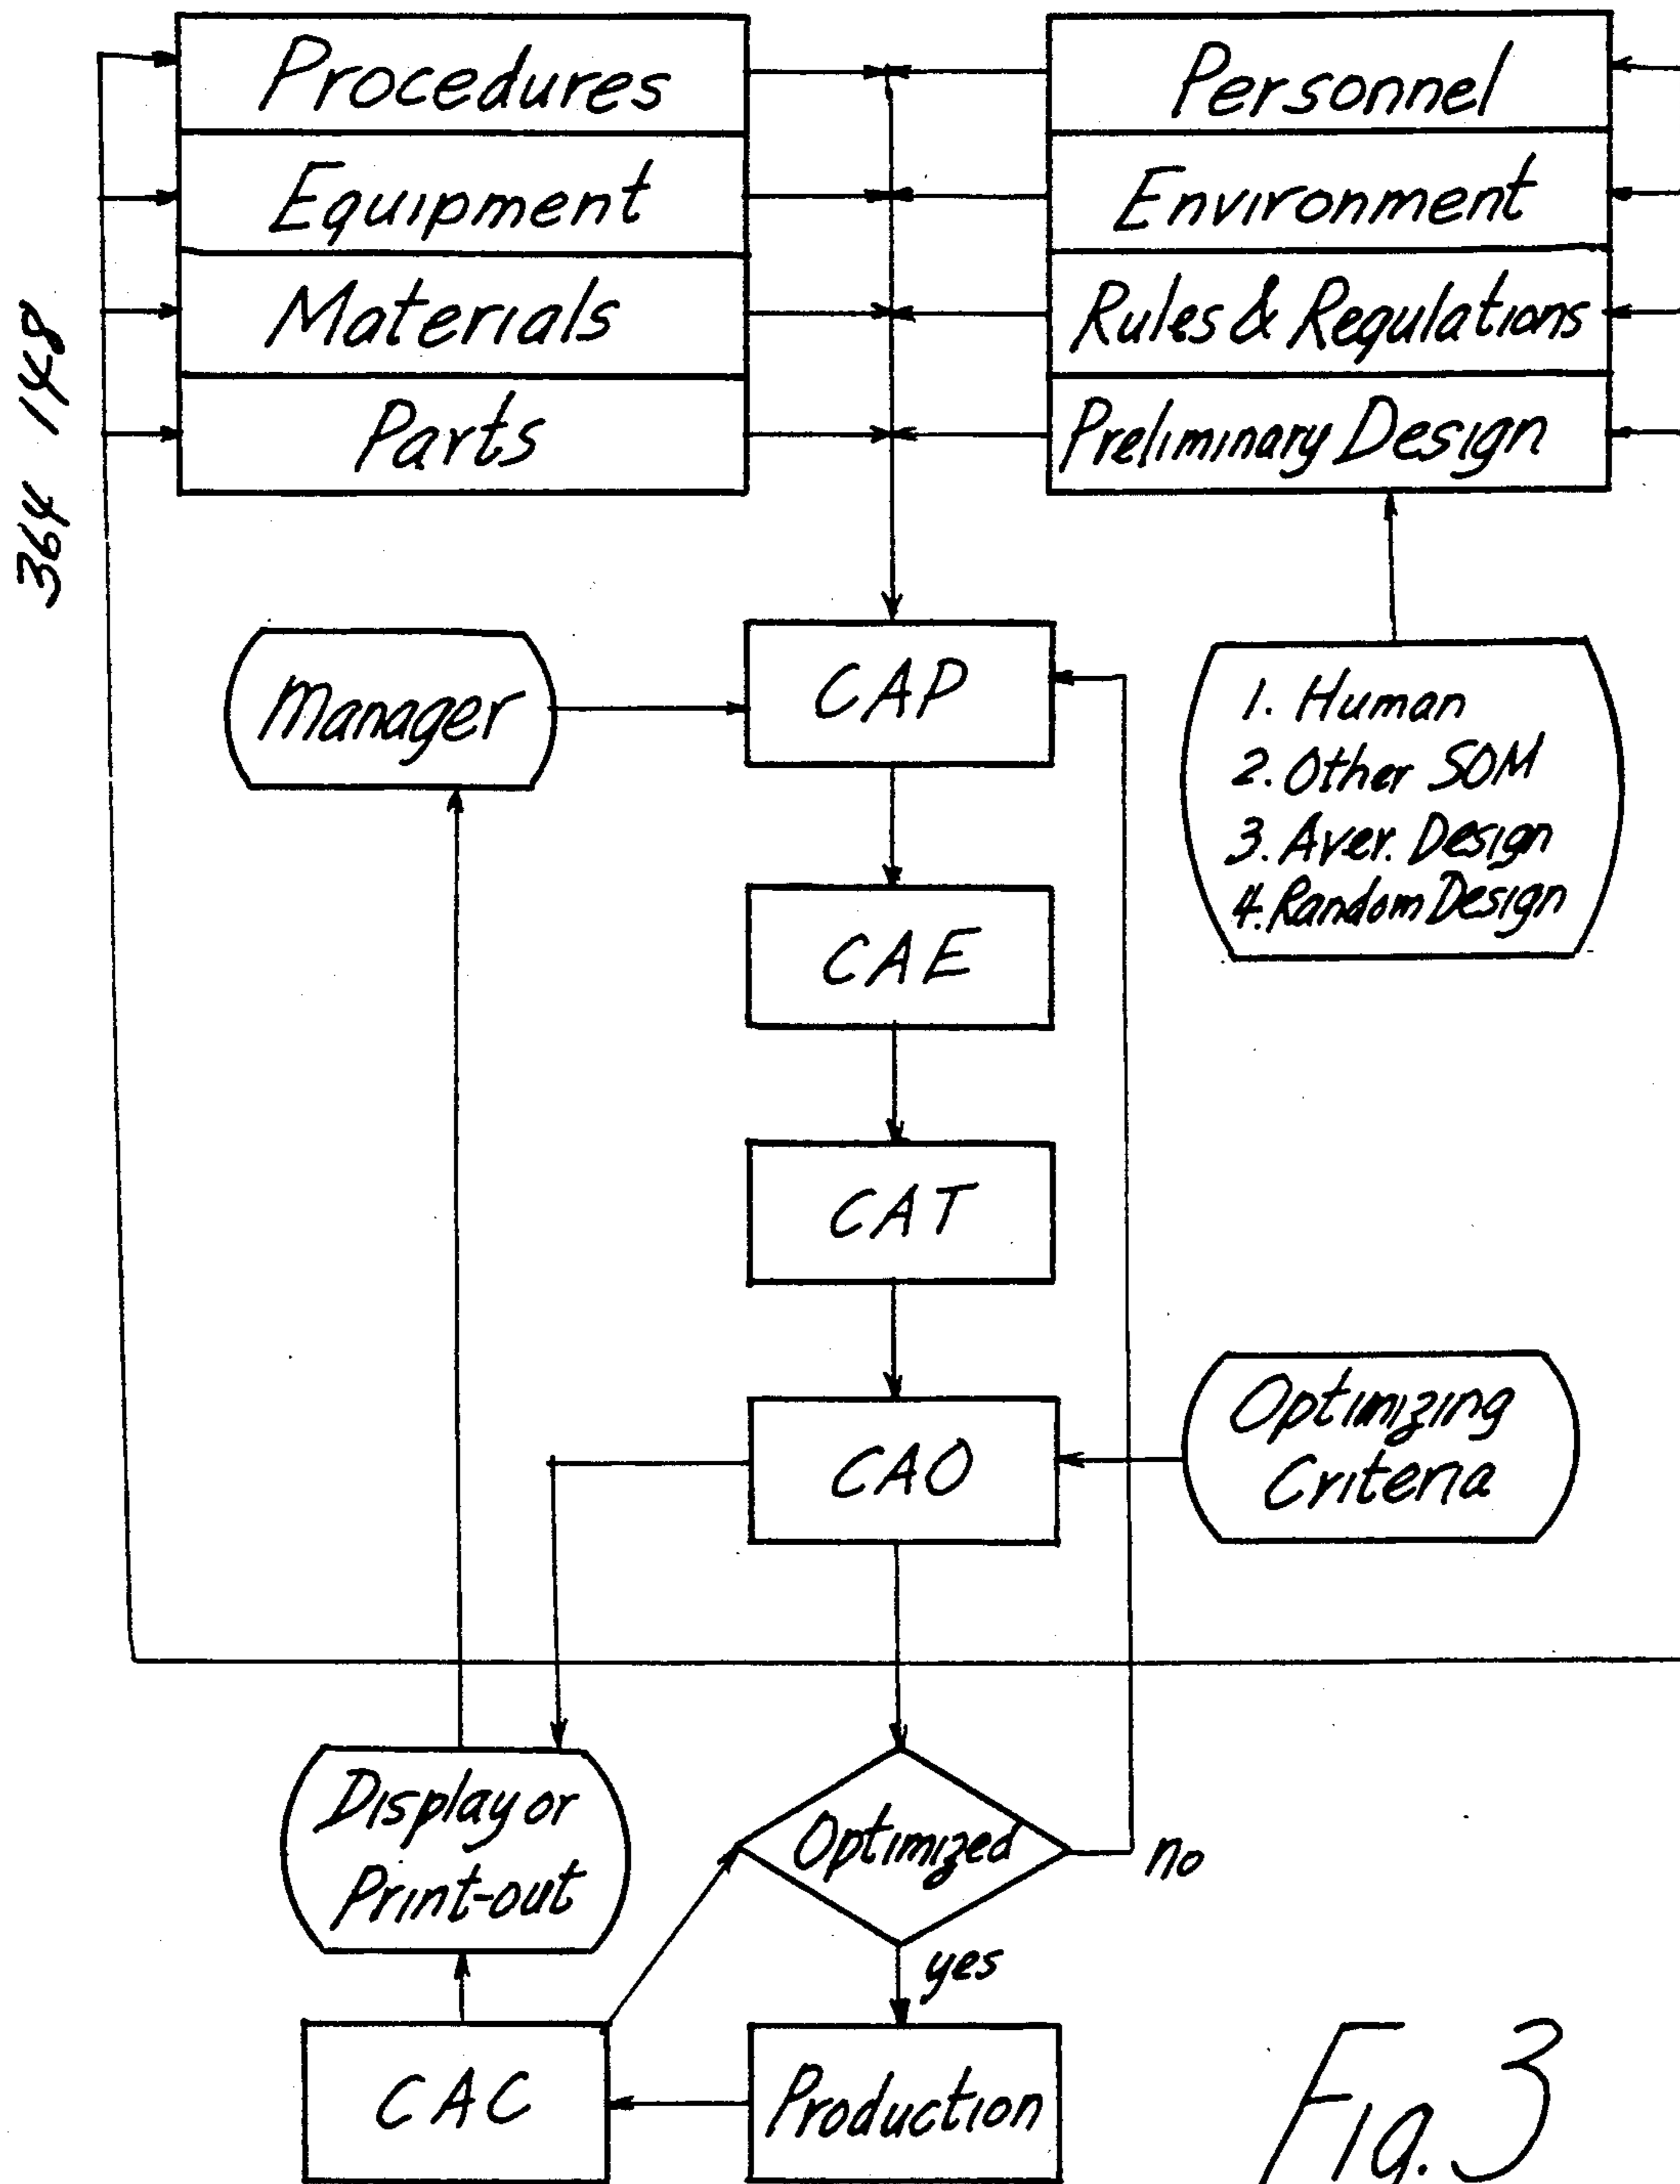 Procedures
Equipment
Materials
Parts
Personnel
Environment
Rules & Regulations
Preliminary Design
364 148
Manager
CAP
1. Human
2. Other SOM
3. Aver. Design
4. Random Design
CAE
CAT
CAO
Optimizing
Criteria
Display or
Print-out
Optimized
no
yes
CAC
Production
Fig. 3